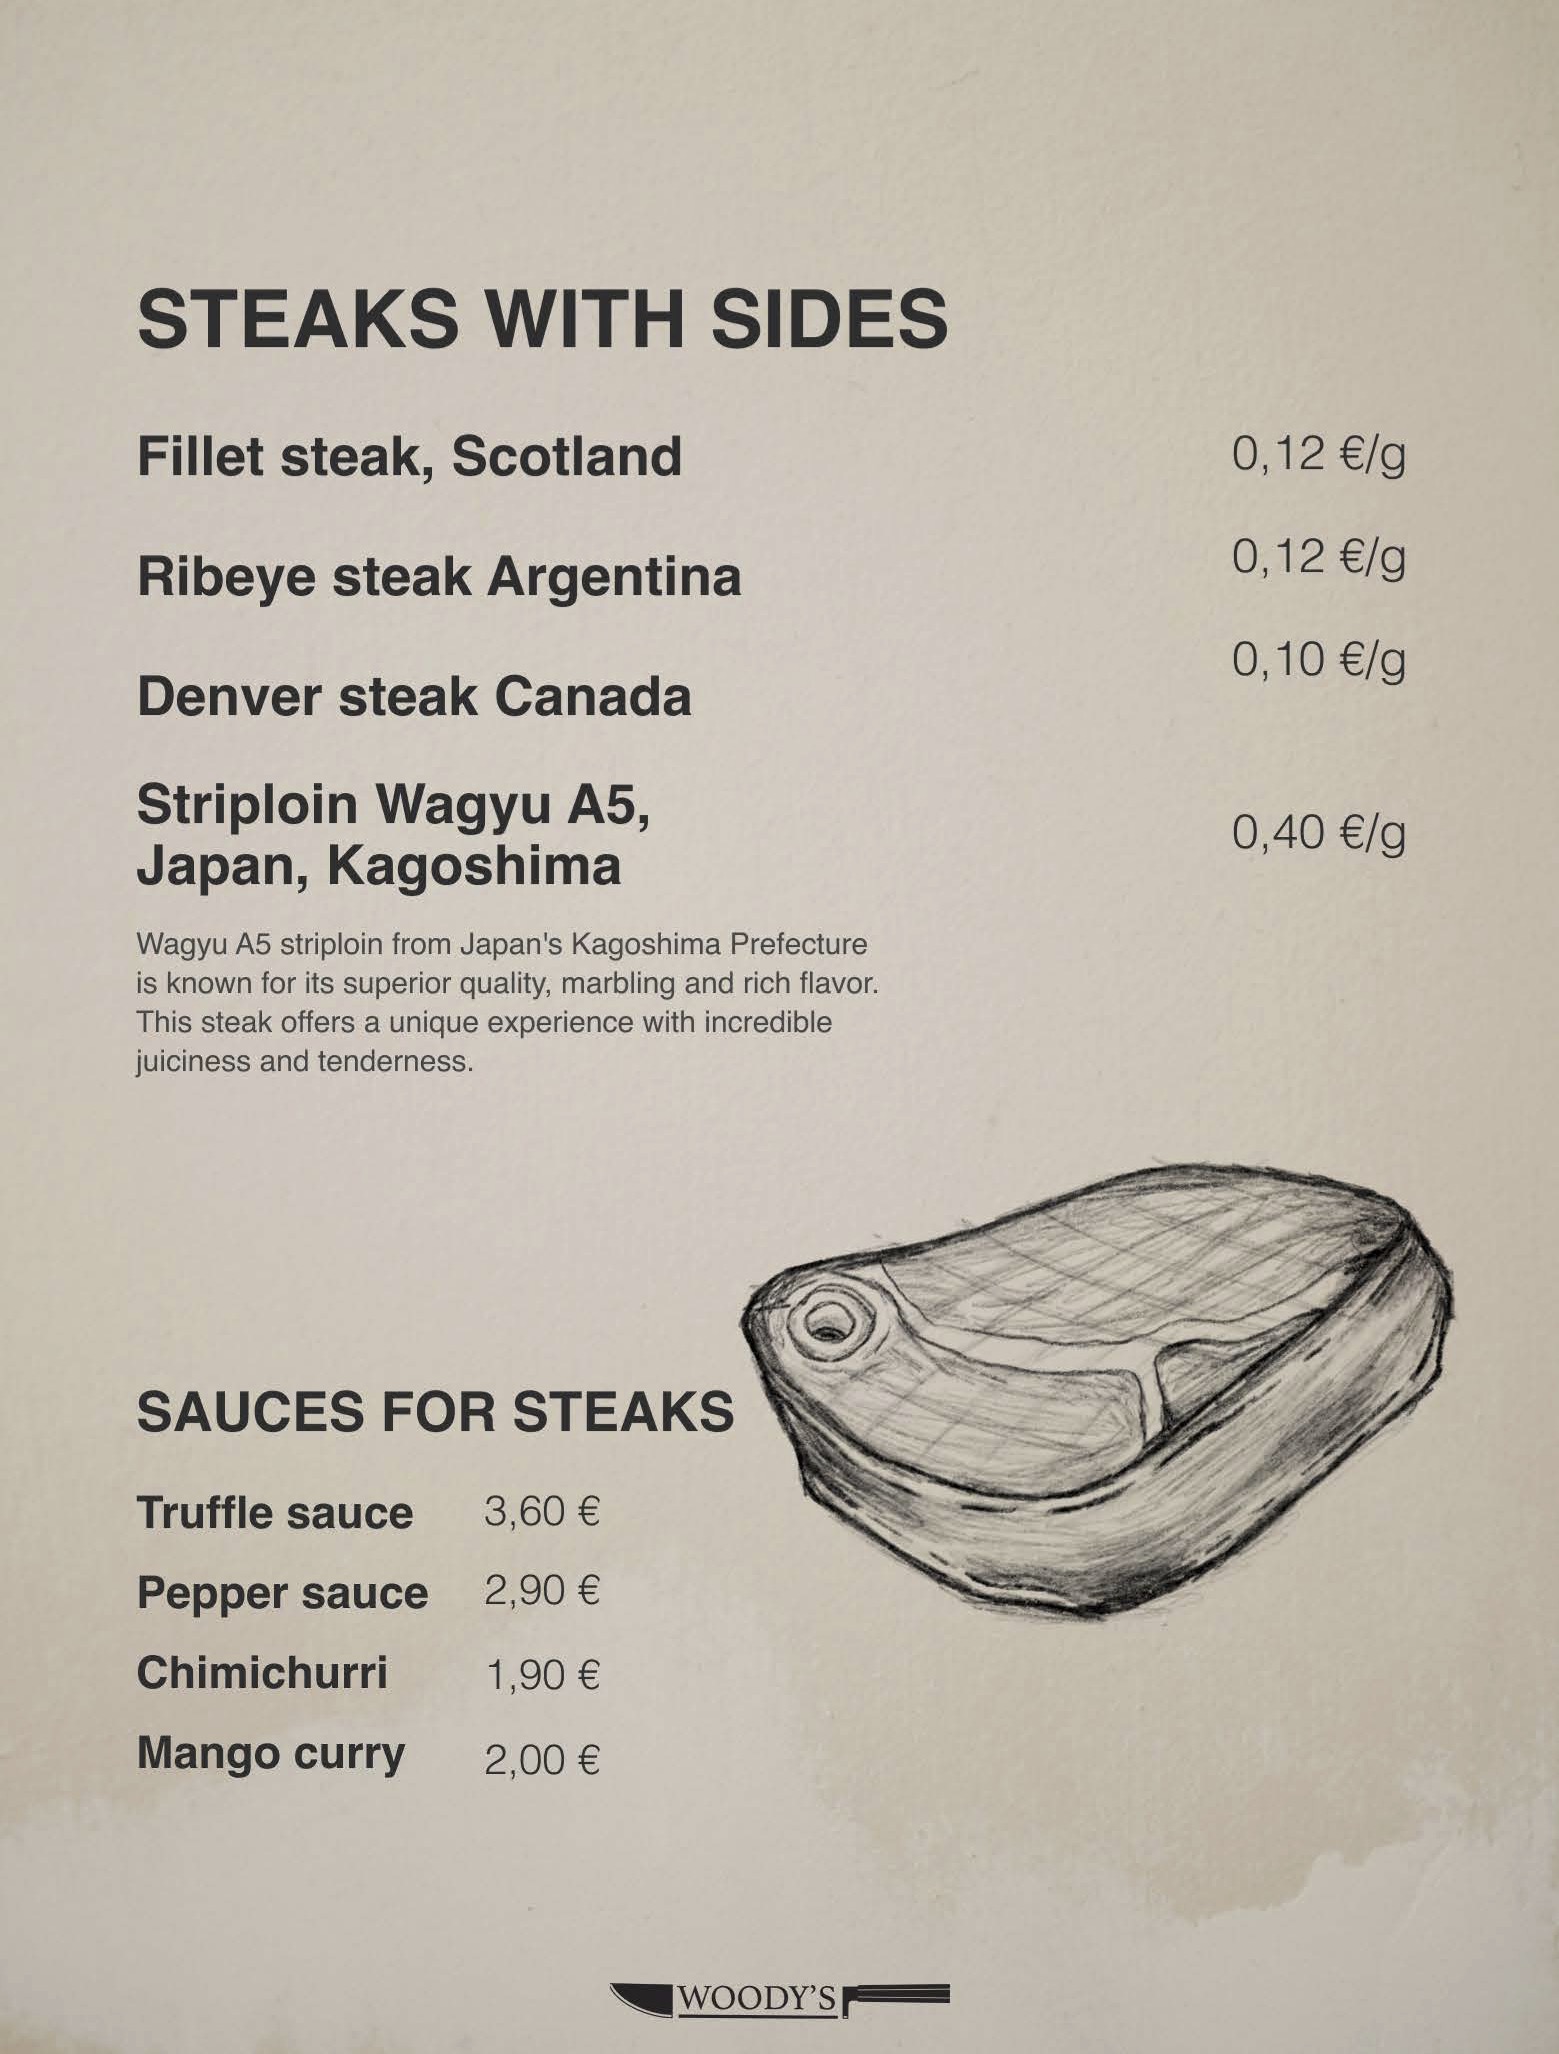 STEAKS WITH SIDES
Fillet steak, Scotland 0,12 €/g
Ribeye steak Argentina 0,12 €/g
Denver steak Canada 0,10 €/g
Striploin Wagyu A5,
Japan, Kagoshima 0,40 €/g
Wagyu A5 striploin from Japan's Kagoshima Prefecture
is known for its superior quality, marbling and rich flavor.
This steak offers a unique experience with incredible
juiciness and tenderness.
SAUCES FOR STEAKS
Truffle sauce 3,60 €
Pepper sauce 2,90 €
Chimichurri 1,90 €
Mango curry 2,00 €
WOODY'S